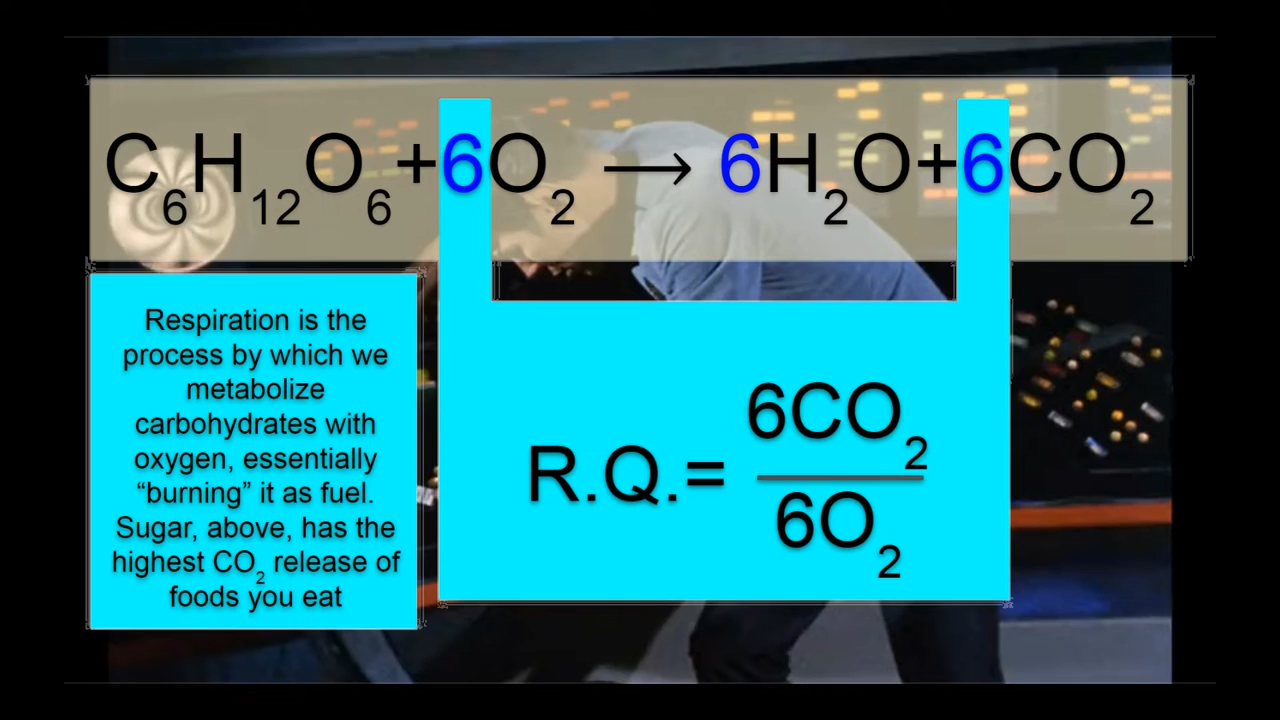 C₆H₁₂O₆+6O₂ → 6H₂O+6CO₂
Respiration is the
process by which we
metabolize
carbohydrates with
oxygen, essentially
“burning” it as fuel.
Sugar, above, has the
highest CO₂ release of
foods you eat
R.Q.= 6CO₂
6O₂